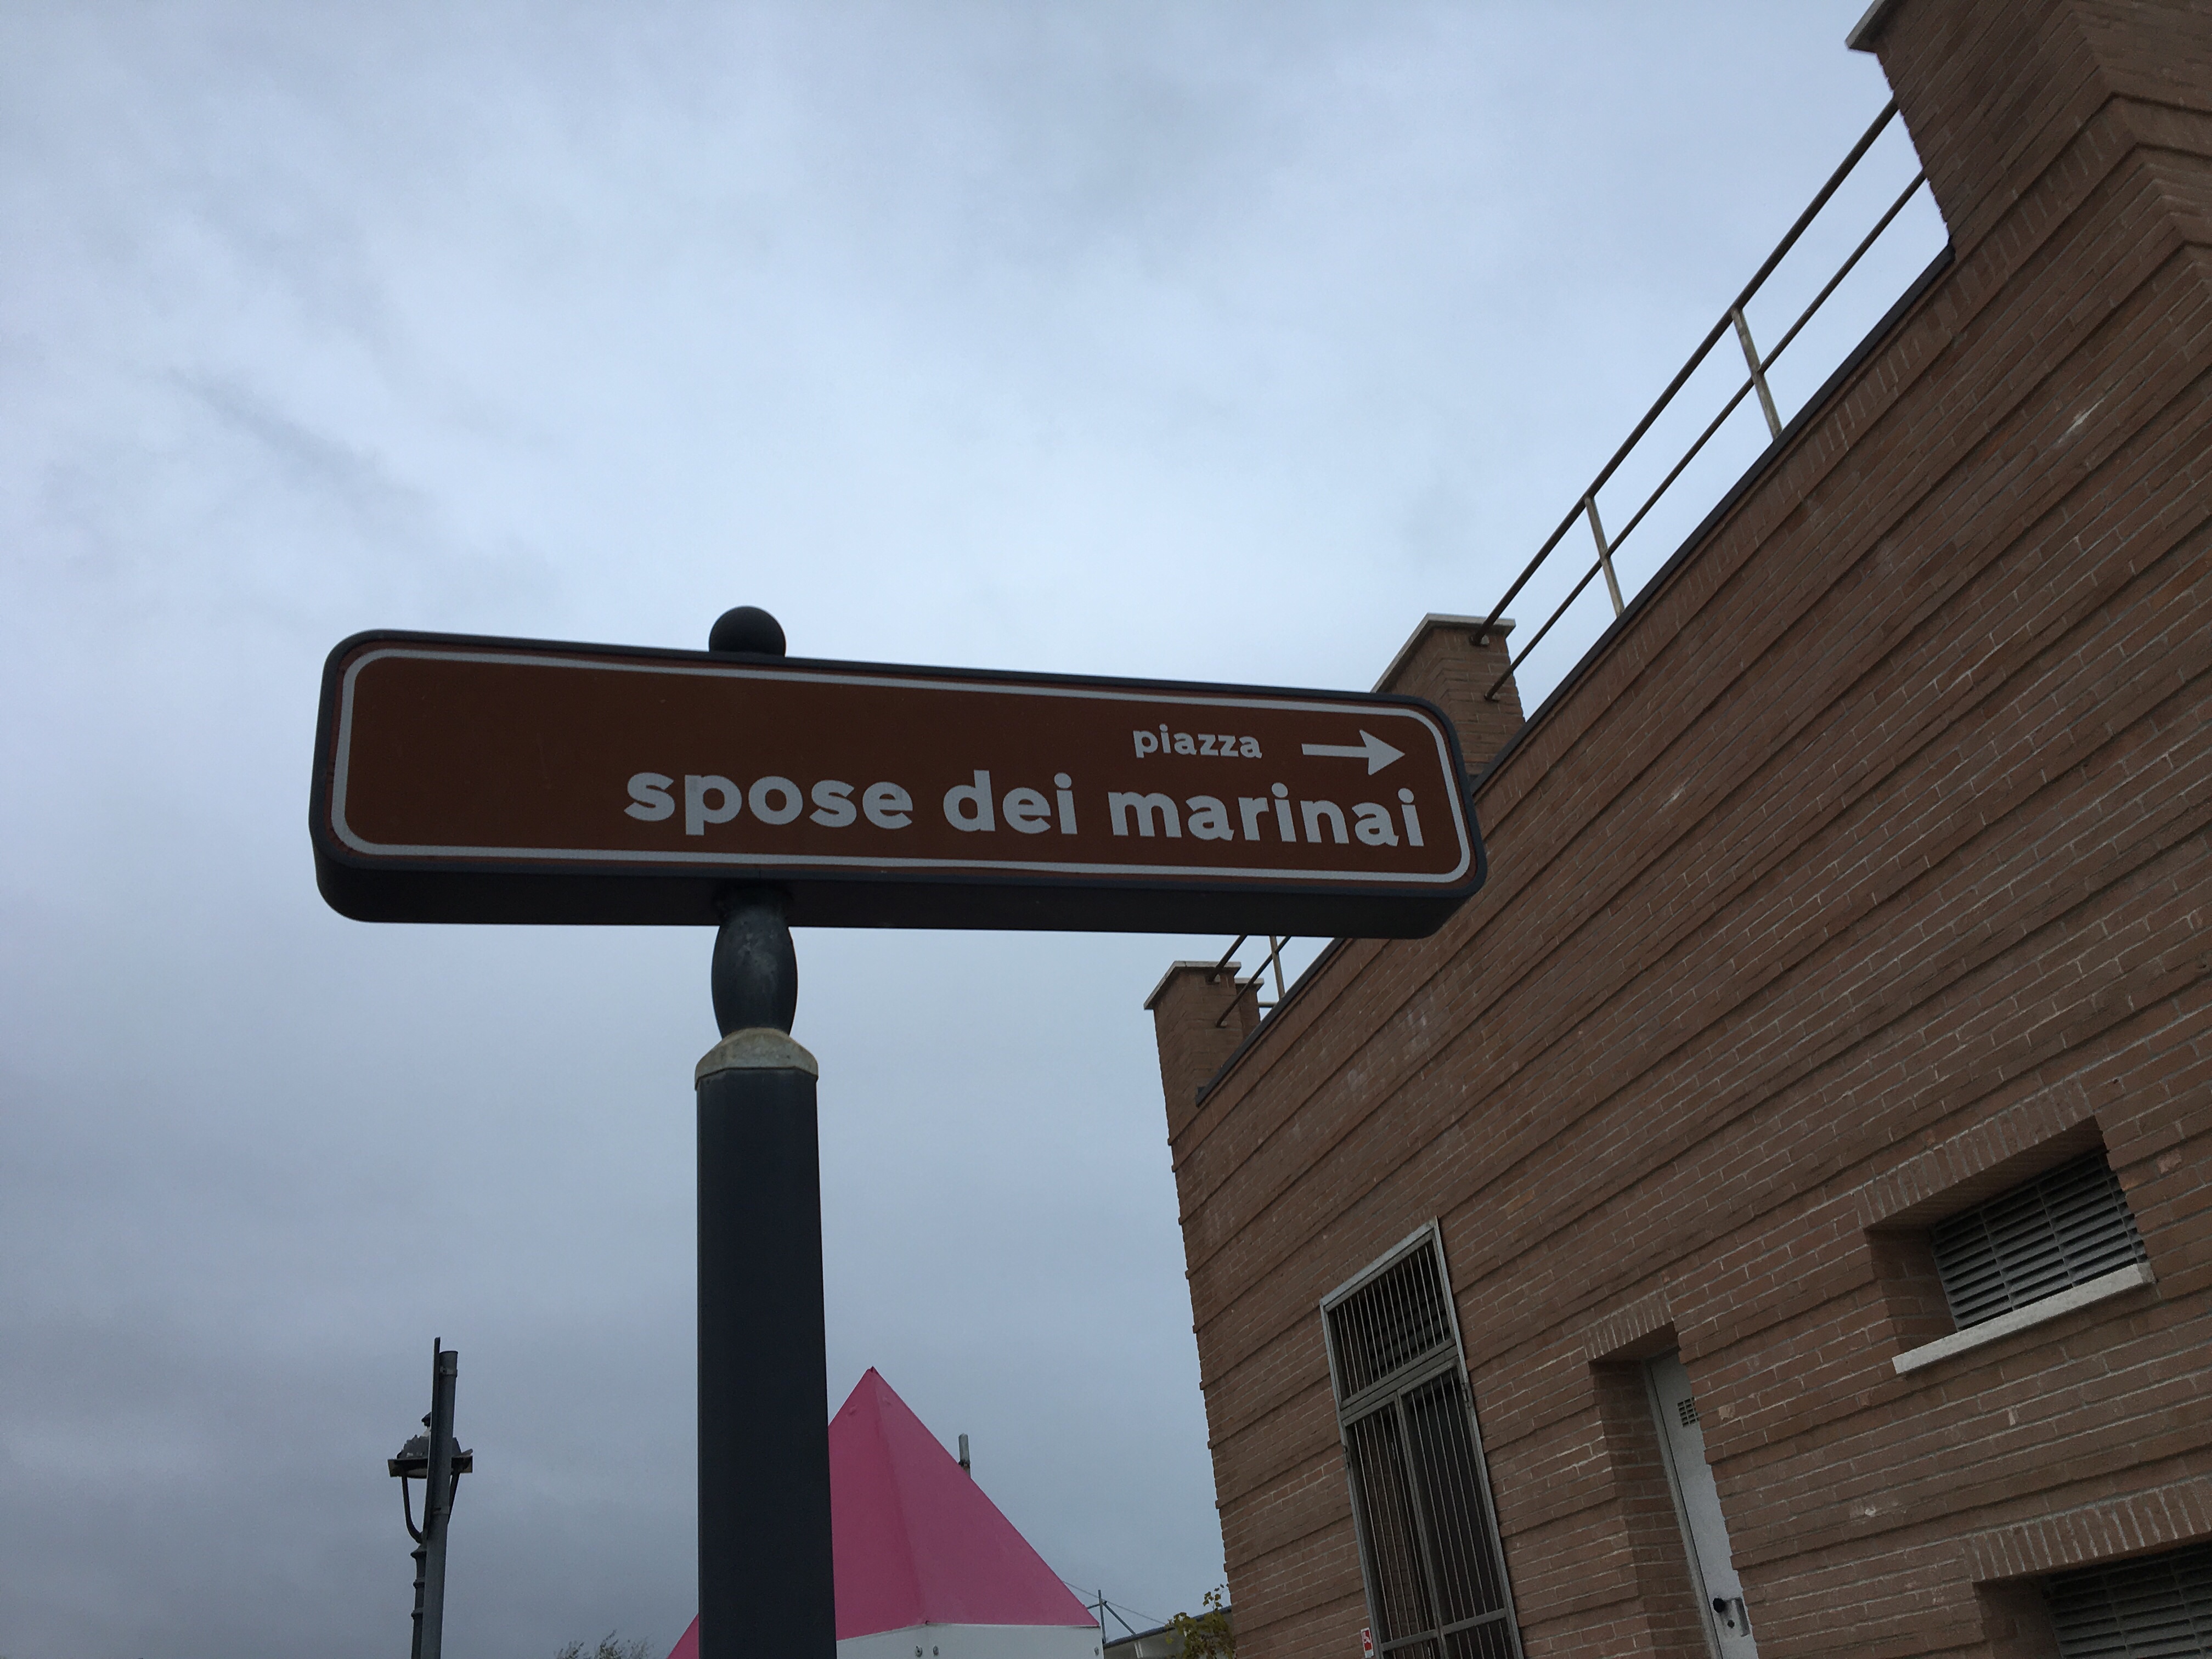 piazza →
spose dei marinai